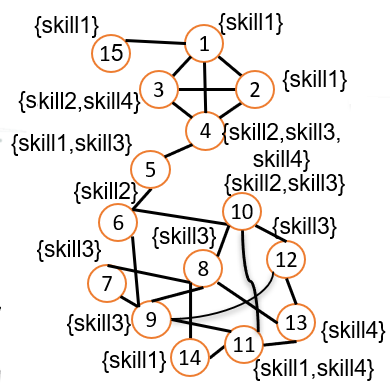 {skill1}
{skill1}
15
1
3
2
{skill1}
{skill2,skill4}
4
{skill2,skill3,
skill4}
{skill1,skill3}
5
{skill2}
{skill2,skill3}
6
10
{skill3}
{skill3}
{skill3}
8
12
7
{skill3}
9
13
{skill4}
{skill1}
14
11
{skill1,skill4}